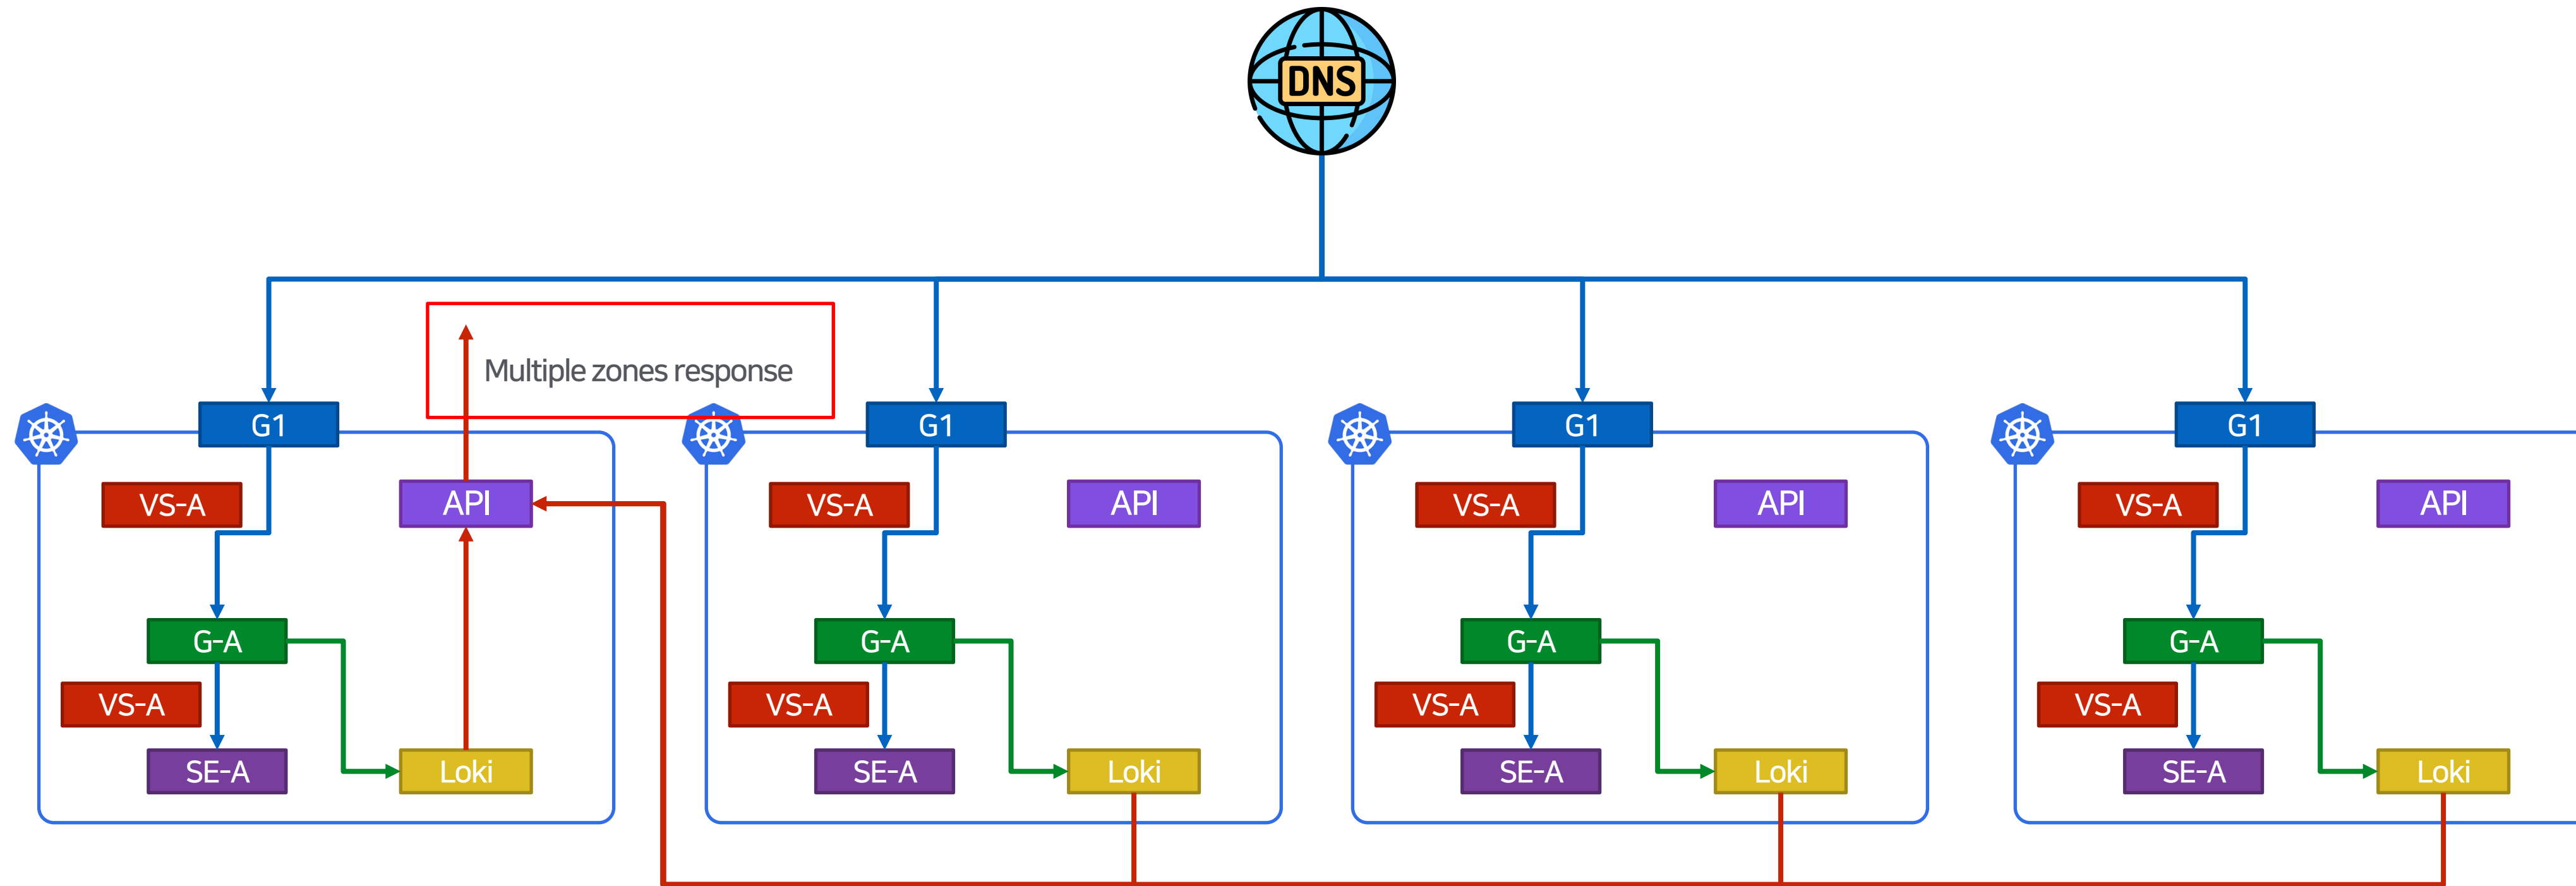 DNS
Multiple zones response
G1
G1
G1
G1
VS-A
API
VS-A
API
VS-A
API
VS-A
API
G-A
G-A
G-A
G-A
VS-A
VS-A
VS-A
VS-A
SE-A
Loki
SE-A
Loki
SE-A
Loki
SE-A
Loki